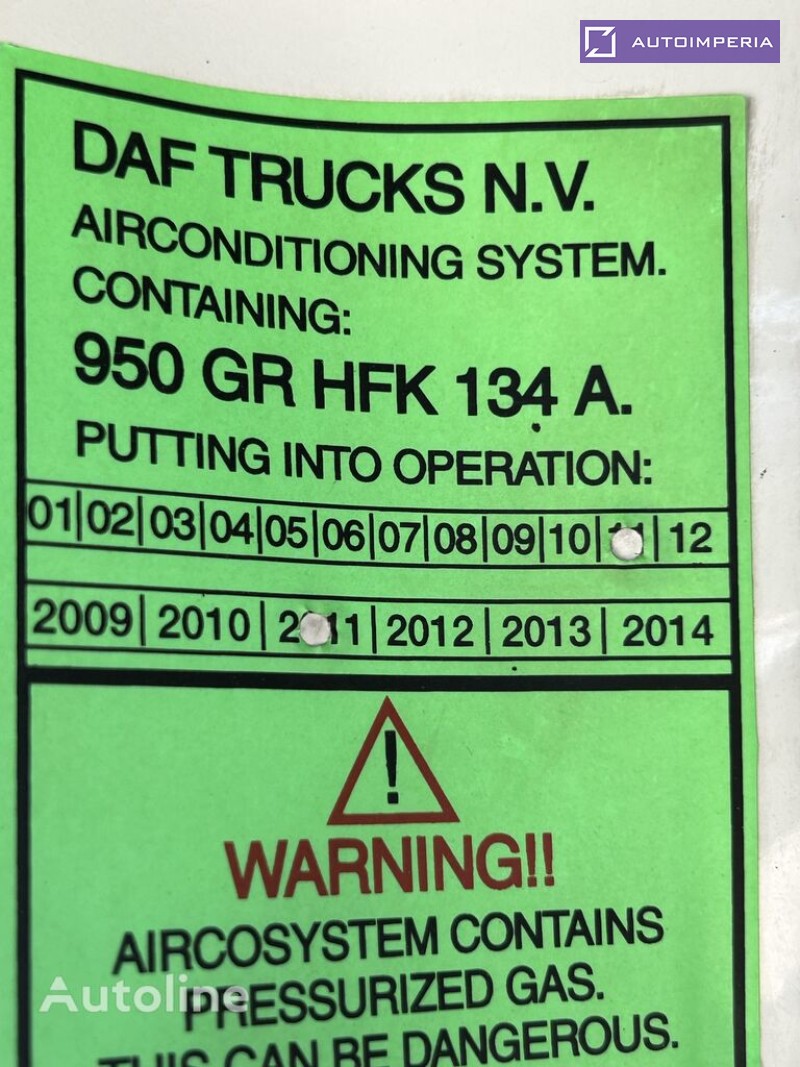 AUTOIMPERIA
DAF TRUCKS N.V.
AIRCONDITIONING SYSTEM.
CONTAINING:
950 GR HFK 134 A.
PUTTING INTO OPERATION:
01|02|03|04|05|06|07|08|09|10|11|12
2009|2010|2011|2012|2013|2014
!
WARNING!!
AIRCOSYSTEM CONTAINS
PRESSURIZED GAS.
THIS CAN BE DANGEROUS.
Autoline